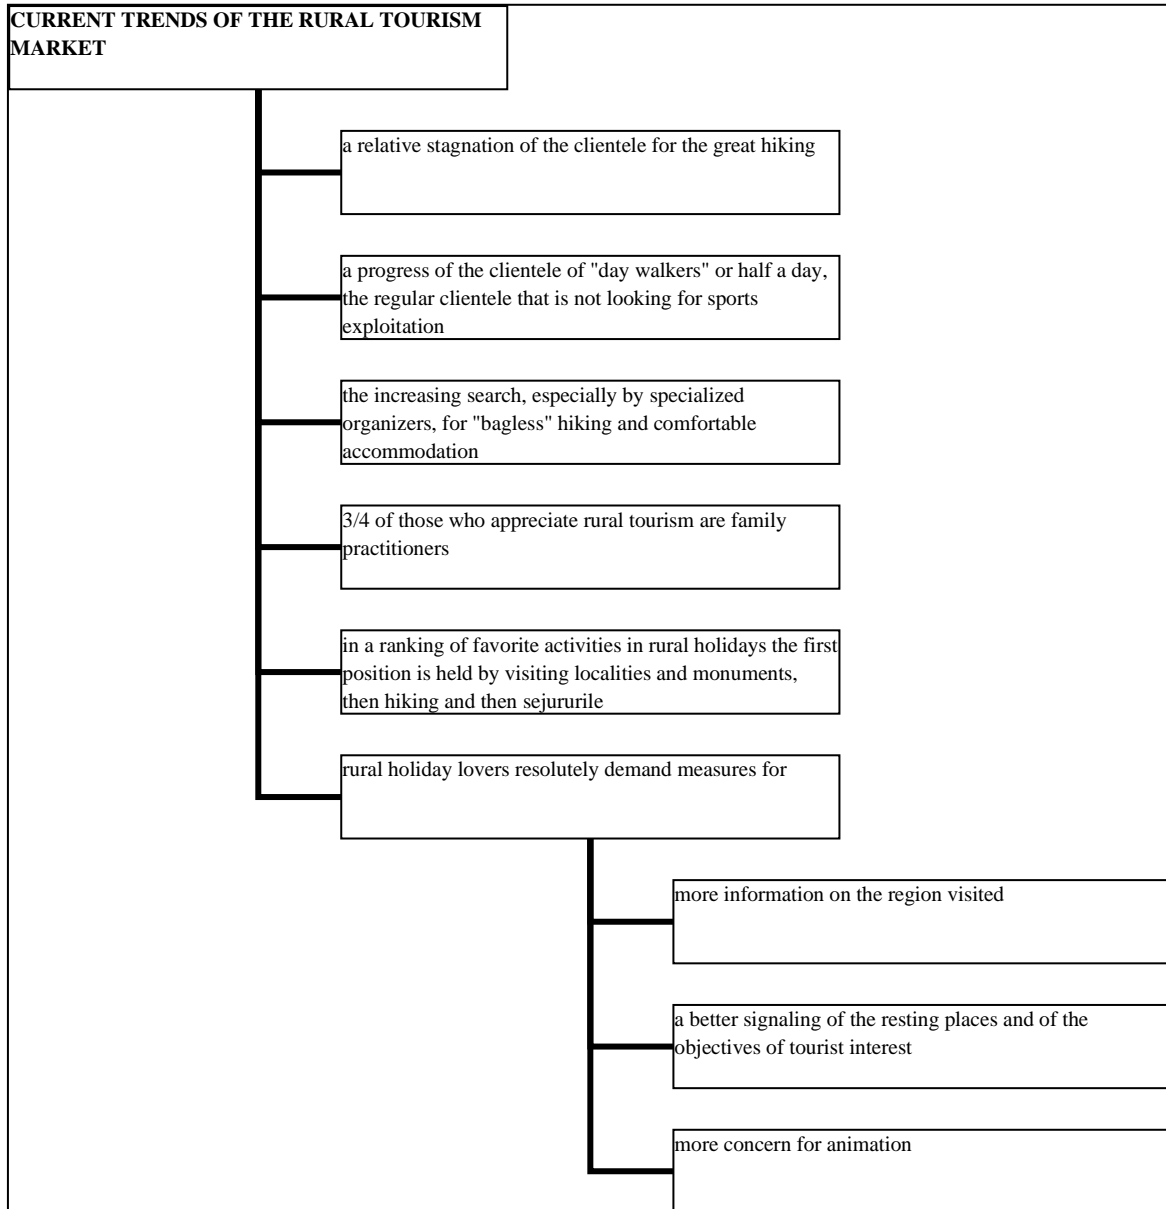 CURRENT TRENDS OF THE RURAL TOURISM
MARKET
a relative stagnation of the clientele for the great hiking
a progress of the clientele of "day walkers" or half a day,
the regular clientele that is not looking for sports
exploitation
the increasing search, especially by specialized
organizers, for "bagless" hiking and comfortable
accommodation
3/4 of those who appreciate rural tourism are family
practitioners
in a ranking of favorite activities in rural holidays the first
position is held by visiting localities and monuments,
then hiking and then sejururile
rural holiday lovers resolutely demand measures for
more information on the region visited
a better signaling of the resting places and of the
objectives of tourist interest
more concern for animation